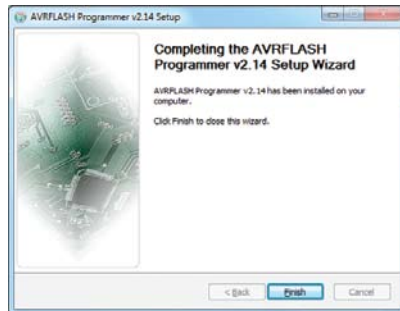 AVRFLASH Programmer v2.14 Setup
Completing the AVRFLASH
Programmer v2.14 Setup Wizard
AVRFLASH Programmer v2.14 has been installed on your
computer.
Click Finish to close this wizard.
< Back
Finish
Cancel